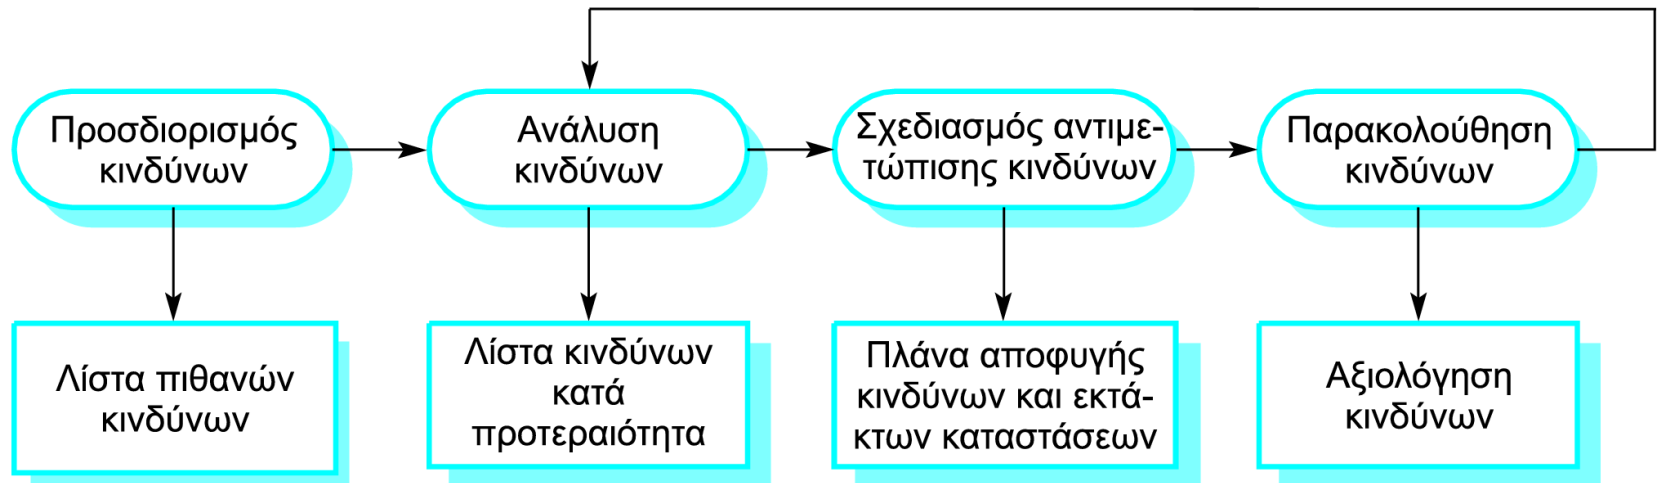 Προσδιορισμός
κινδύνων
Ανάλυση
κινδύνων
Σχεδιασμός αντιμε-
τώπισης κινδύνων
Παρακολούθηση
κινδύνων
Λίστα πιθανών
κινδύνων
Λίστα κινδύνων
κατά
προτεραιότητα
Πλάνα αποφυγής
κινδύνων και εκτά-
κτων καταστάσεων
Αξιολόγηση
κινδύνων